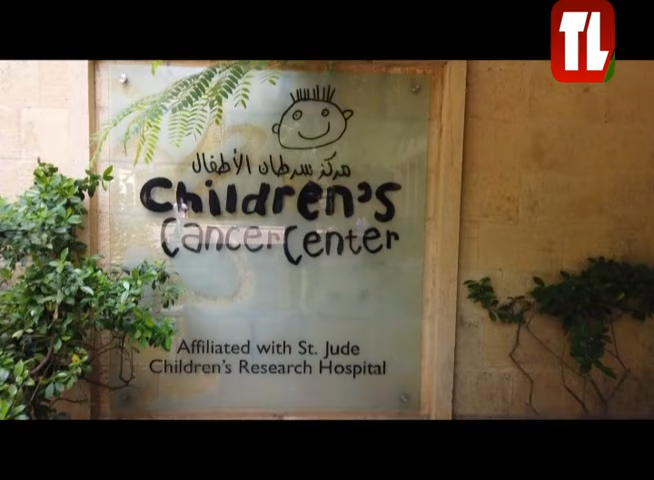 TL
مركز سرطان الأطفال
Children's
Cancer Center
Affiliated with St. Jude
Children's Research Hospital